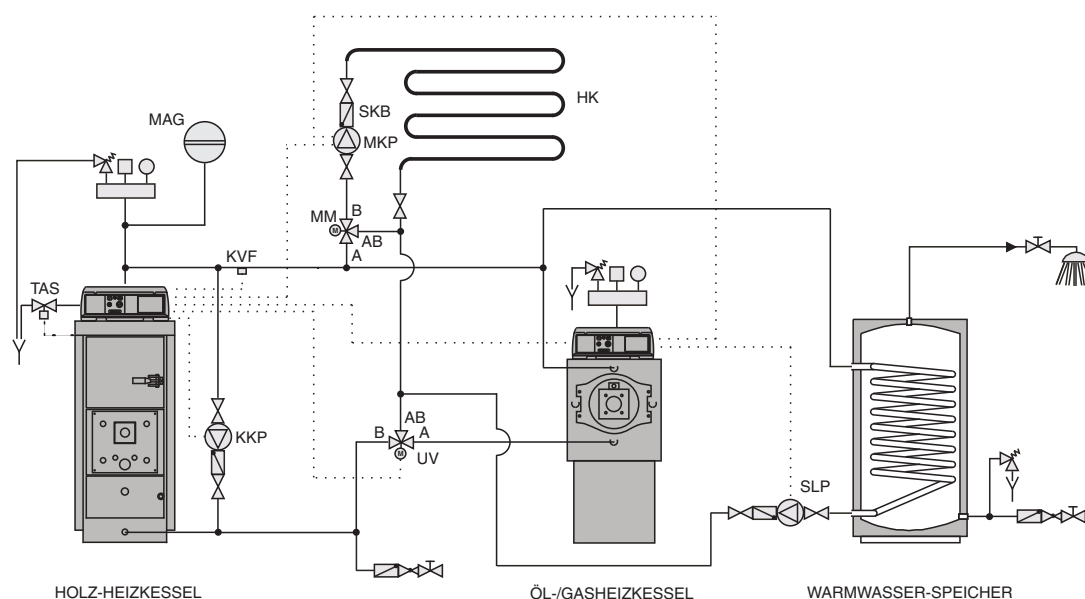 MAG
SKB
MKP
HK
MM
M
B
AB
A
KVF
TAS
KKP
AB
B
A
M
UV
SLP
HOLZ-HEIZKESSEL
ÖL-/GASHEIZKESSEL
WARMWASSER-SPEICHER